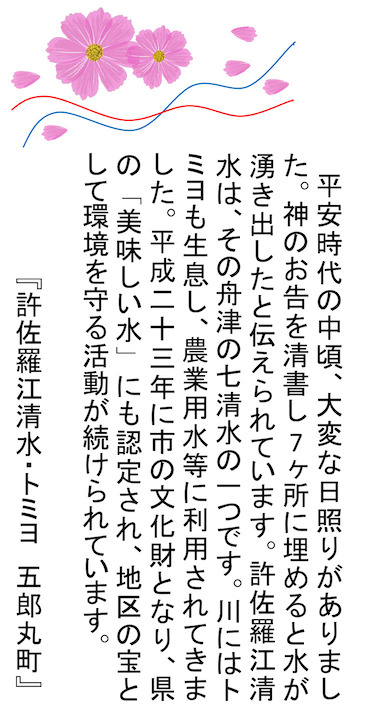 平安時代の中頃、大変な日照りがありまし
た。神のお告を清書し７ヶ所に埋めると水が
湧き出したと伝えられています。許佐羅江清
水は、その舟津の七清水の一つです。川にはト
ミヨも生息し、農業用水等に利用されてきま
した。平成二十三年に市の文化財となり、県
の「美味しい水」にも認定され、地区の宝と
して環境を守る活動が続けられています。
『許佐羅江清水・トミヨ 五郎丸町』